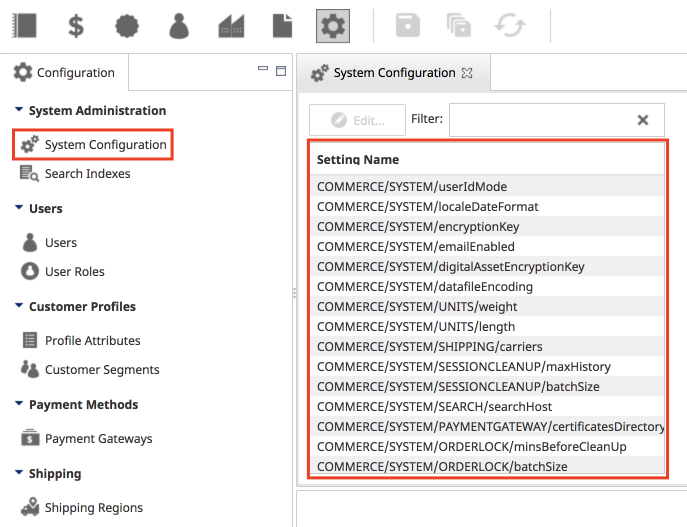 Configuration
System Administration
System Configuration
Search Indexes
Users
Users
User Roles
Customer Profiles
Profile Attributes
Customer Segments
Payment Methods
Payment Gateways
Shipping
Shipping Regions
System Configuration
Edit...
Filter:
Setting Name
COMMERCE/SYSTEM/userIdMode
COMMERCE/SYSTEM/localeDateFormat
COMMERCE/SYSTEM/encryptionKey
COMMERCE/SYSTEM/emailEnabled
COMMERCE/SYSTEM/digitalAssetEncryptionKey
COMMERCE/SYSTEM/datafileEncoding
COMMERCE/SYSTEM/UNITS/weight
COMMERCE/SYSTEM/UNITS/length
COMMERCE/SYSTEM/SHIPPING/carriers
COMMERCE/SYSTEM/SESSIONCLEANUP/maxHistory
COMMERCE/SYSTEM/SESSIONCLEANUP/batchSize
COMMERCE/SYSTEM/SEARCH/searchHost
COMMERCE/SYSTEM/PAYMENTGATEWAY/certificatesDirectory
COMMERCE/SYSTEM/ORDERLOCK/minsBeforeCleanUp
COMMERCE/SYSTEM/ORDERLOCK/batchSize